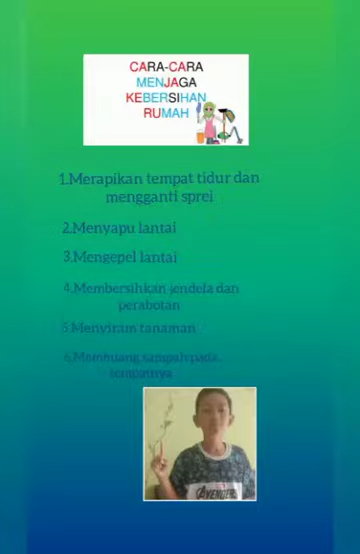 CARA-CARA
MENJAGA
KEBERSIHAN
RUMAH
1.Merapikan tempat tidur dan
mengganti sprei
2.Menyapu lantai
3.Mengepel lantai
4.Membersihkan jendela dan
perabotan
5.Menyiram tanaman
6.Membuang sampah pada
tempatnya
AVENGERS